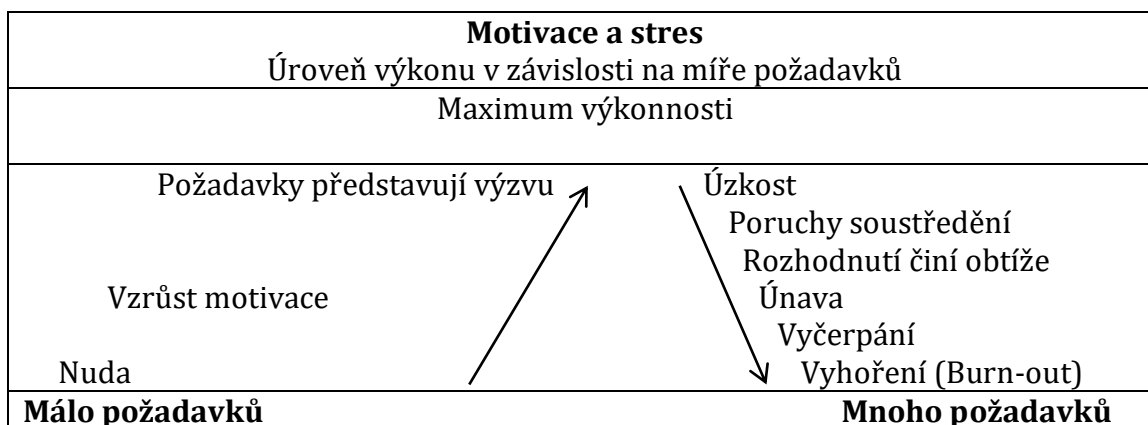 Motivace a stres
Úroveň výkonu v závislosti na míře požadavků
Maximum výkonnosti
Požadavky představují výzvu
Úzkost
Poruchy soustředění
Rozhodnutí činí obtíže
Vzrůst motivace
Únava
Vyčerpání
Nuda
Vyhoření (Burn-out)
Málo požadavků
Mnoho požadavků